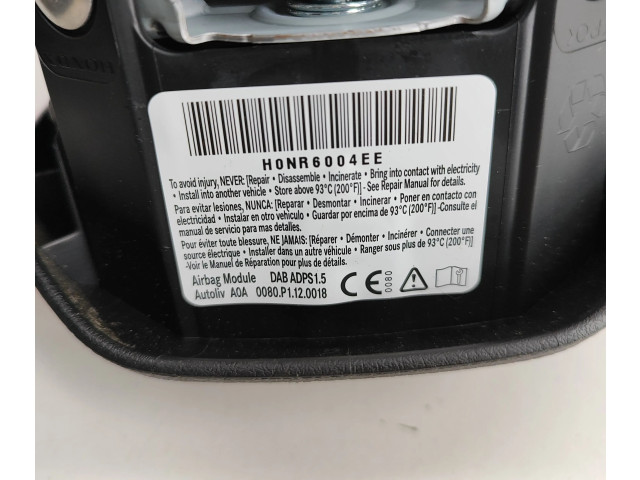 H0NR6004EE
To avoid injury, NEVER: [Repair • Disassemble • Incinerate • Bring into contact with electricity
• Install into another vehicle • Store above 93°C (200°F)] - See Repair Manual for details.
Para evitar lesiones, NUNCA: [Reparar • Desmontar • Incinerar • Poner en contacto con
electricidad • Instalar en otro vehículo • Guardar por encima de 93°C (200°F)] -Consulte el
manual de servicio para mas detalles.
Pour éviter toute blessure, NE JAMAIS: [Réparer • Démonter • Incinérer • Connecter une
source électrique • Installer dans un autre véhicule • Ranger sous plus de 93°C (200°F)]
-Voir le Manuel de Réparation pour plus de détails.
Airbag Module DAB ADPS1.5
Autoliv A0A 0080.P1.12.0018 CE 0080